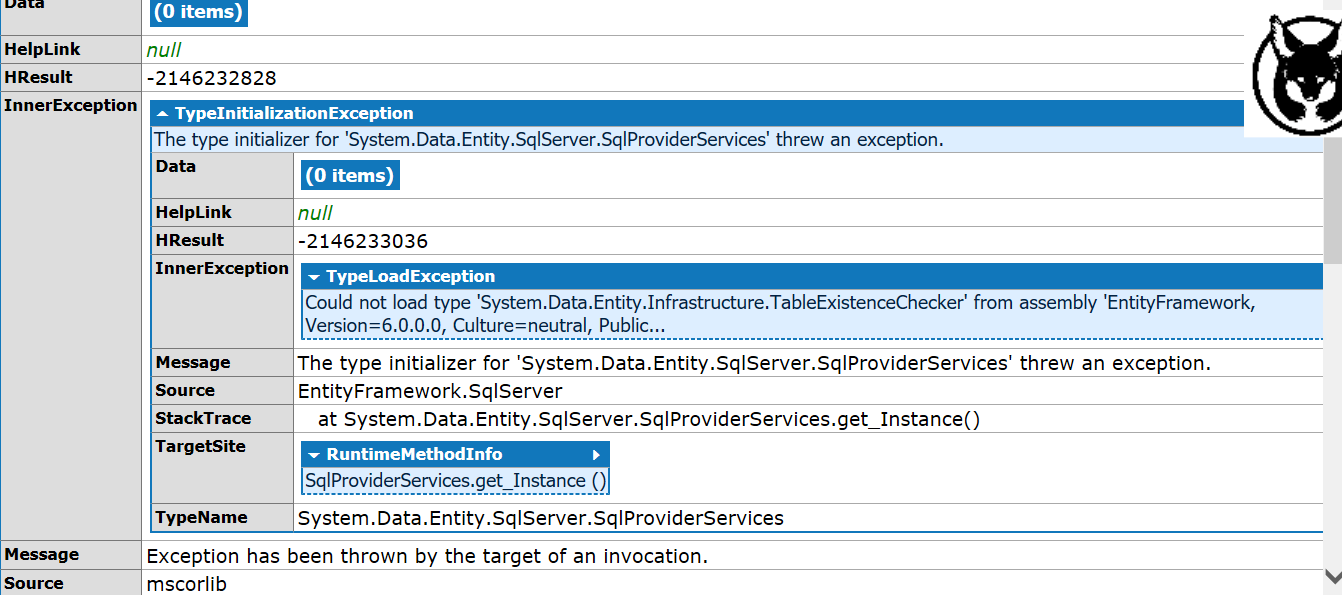 Data
(0 items)
HelpLink
null
HResult
-2146232828
InnerException
TypeInitializationException
The type initializer for 'System.Data.Entity.SqlServer.SqlProviderServices' threw an exception.
Data
(0 items)
HelpLink
null
HResult
-2146233036
InnerException
TypeLoadException
Could not load type 'System.Data.Entity.Infrastructure.TableExistenceChecker' from assembly 'EntityFramework,
Version=6.0.0.0, Culture=neutral, Public...
Message
The type initializer for 'System.Data.Entity.SqlServer.SqlProviderServices' threw an exception.
Source
EntityFramework.SqlServer
StackTrace
at System.Data.Entity.SqlServer.SqlProviderServices.get_Instance()
TargetSite
RuntimeMethodInfo
SqlProviderServices.get_Instance ()
TypeName
System.Data.Entity.SqlServer.SqlProviderServices
Message
Exception has been thrown by the target of an invocation.
Source
mscorlib